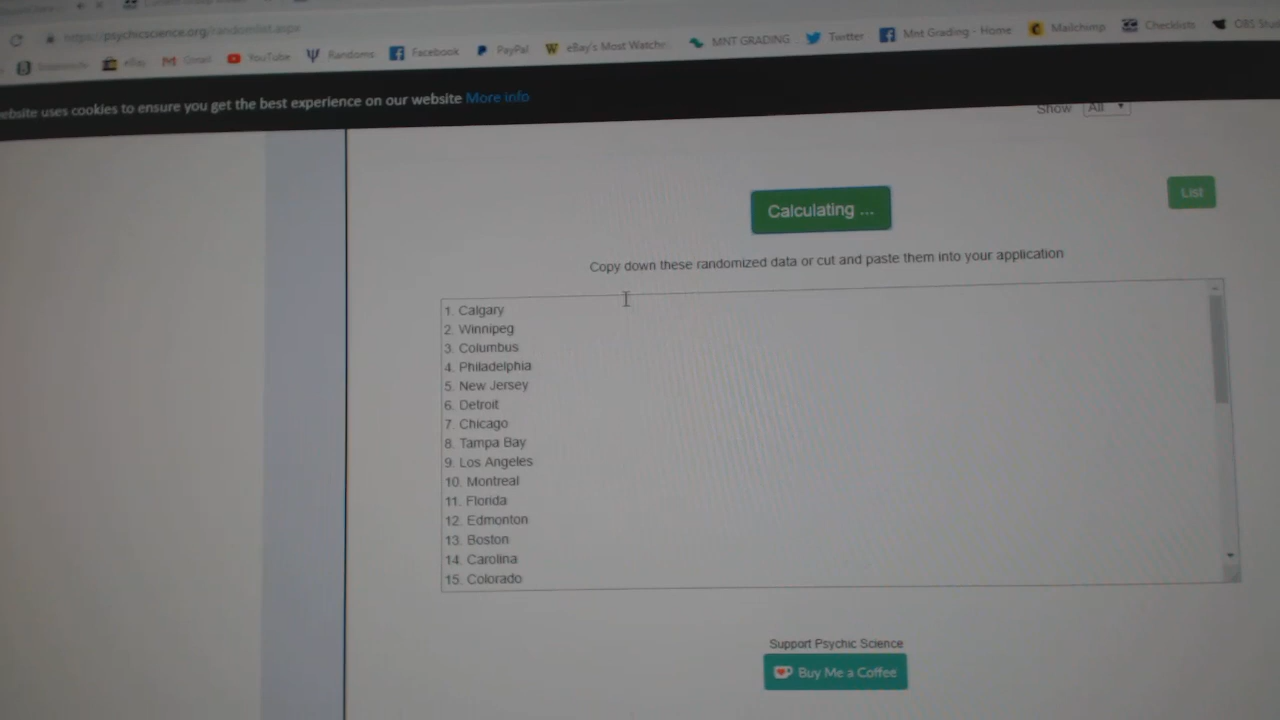 https://psychicscience.org/randomlist.aspx
eBay Gmail YouTube Randoms Facebook PayPal eBay's Most Watche MNT GRADING Twitter Mnt Grading - Home Mailchimp Checklists OBS Stu
ebsite uses cookies to ensure you get the best experience on our website More info
Show All
Calculating ...
List
Copy down these randomized data or cut and paste them into your application
1. Calgary
2. Winnipeg
3. Columbus
4. Philadelphia
5. New Jersey
6. Detroit
7. Chicago
8. Tampa Bay
9. Los Angeles
10. Montreal
11. Florida
12. Edmonton
13. Boston
14. Carolina
15. Colorado
Support Psychic Science
Buy Me a Coffee